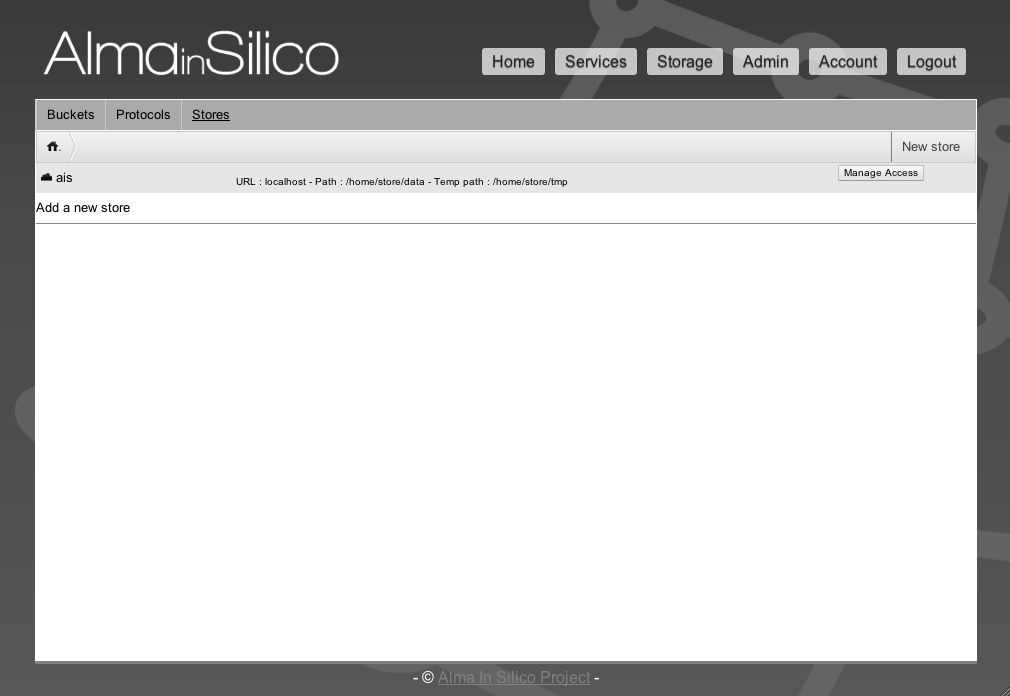 AlmainSilico
Home Services Storage Admin Account Logout
Buckets Protocols Stores
. New store
ais URL : localhost - Path : /home/store/data - Temp path : /home/store/tmp Manage Access
Add a new store
- © Alma In Silico Project -